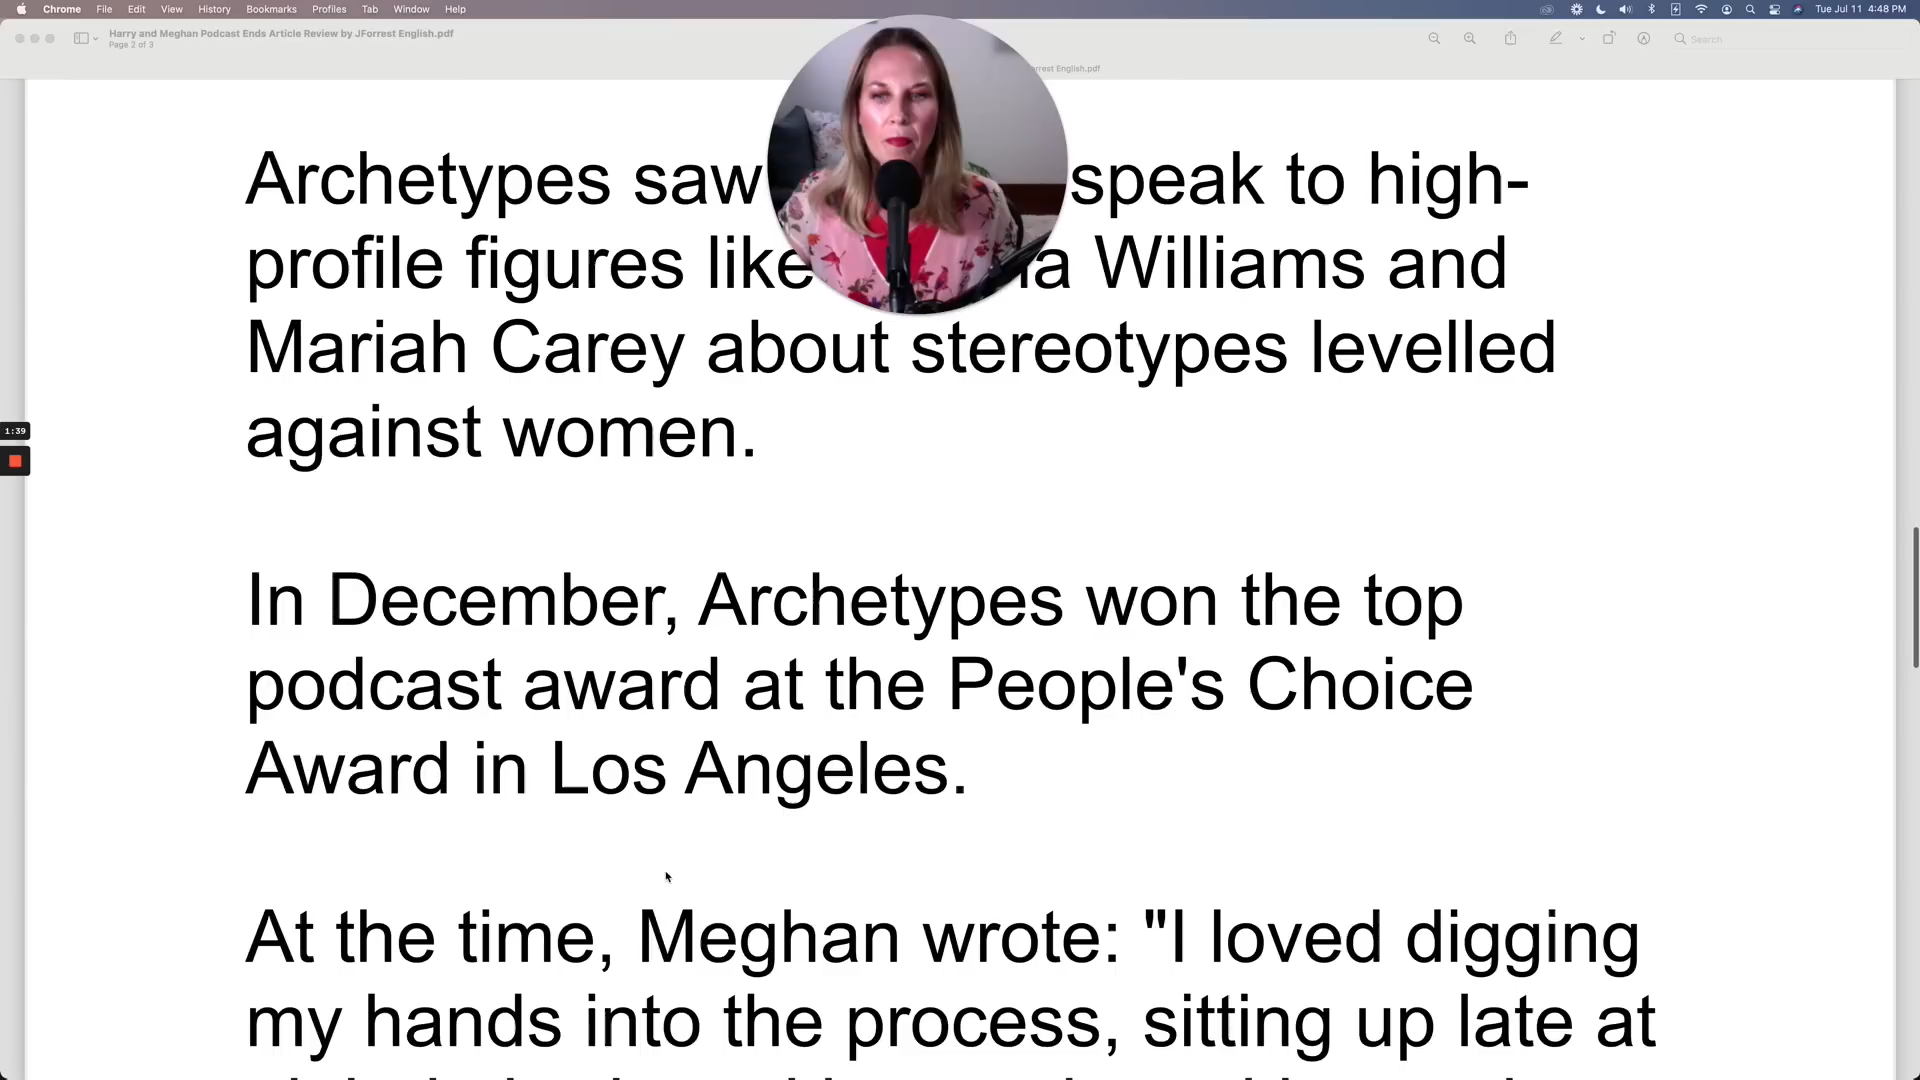 Chrome File Edit View History Bookmarks Profiles Tab Window Help Tue Jul 11 4:48 PM
Harry and Meghan Podcast Ends Article Review by JForrest English.pdf
Page 2 of 3
Search
English.pdf
Archetypes saw speak to high-
profile figures like Williams and
Mariah Carey about stereotypes levelled
against women.
1:39
In December, Archetypes won the top
podcast award at the People's Choice
Award in Los Angeles.
At the time, Meghan wrote: "I loved digging
my hands into the process, sitting up late at